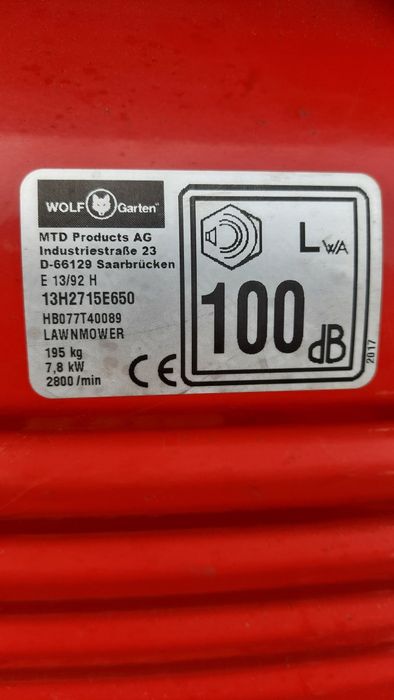 WOLF Garten
MTD Products AG
Industriestraße 23
D-66129 Saarbrücken
E 13/92 H
13H2715E650
HB077T40089
LAWNMOWER
195 kg
7,8 kW
2800/min
CE
LWA
100
dB
2017